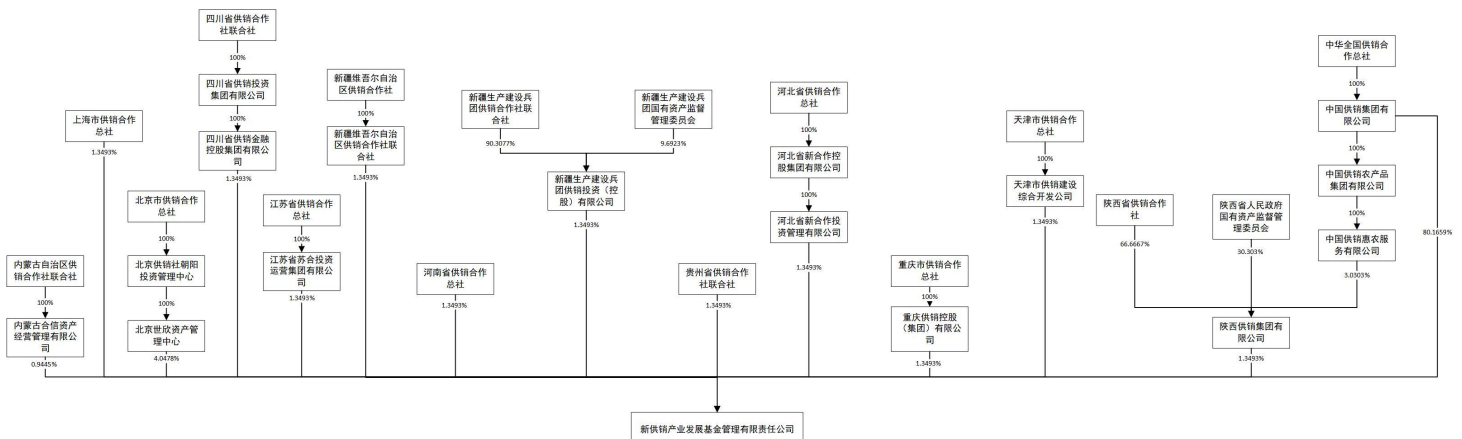 四川省供销合作
社联合社
100%
四川省供销投资
集团有限公司
100%
四川省供销金融
控股集团有限公
司
1.3493%
上海市供销合作
总社
1.3493%
新疆维吾尔自治
区供销合作社
100%
新疆维吾尔自治
区供销合作社联
合社
1.3493%
新疆生产建设兵
团供销合作社联
合社
90.3077%
新疆生产建设兵
团国有资产监督
管理委员会
9.6923%
新疆生产建设兵
团供销投资（控
股）有限公司
1.3493%
河北省供销合作
总社
100%
河北省新合作控
股集团有限公司
100%
河北省新合作投
资管理有限公司
1.3493%
天津市供销合作
总社
100%
天津市供销建设
综合开发公司
1.3493%
中华全国供销合
作总社
100%
中国供销集团有
限公司
100%
80.1659%
中国供销农产品
集团有限公司
100%
中国供销惠农服
务有限公司
3.0303%
陕西省供销合作
社
66.6667%
陕西省人民政府
国有资产监督管
理委员会
30.303%
陕西供销集团有
限公司
1.3493%
北京市供销合作
总社
100%
北京供销社朝阳
投资管理中心
100%
北京世欣资产管
理中心
4.0478%
江苏省供销合作
总社
100%
江苏省苏合投资
运营集团有限公
司
1.3493%
内蒙古自治区供
销合作社联合社
100%
内蒙古合信资产
经营管理有限公
司
0.9445%
河南省供销合作
总社
1.3493%
贵州省供销合作
社联合社
1.3493%
重庆市供销合作
总社
100%
重庆供销控股
（集团）有限公
司
1.3493%
新供销产业发展基金管理有限责任公司